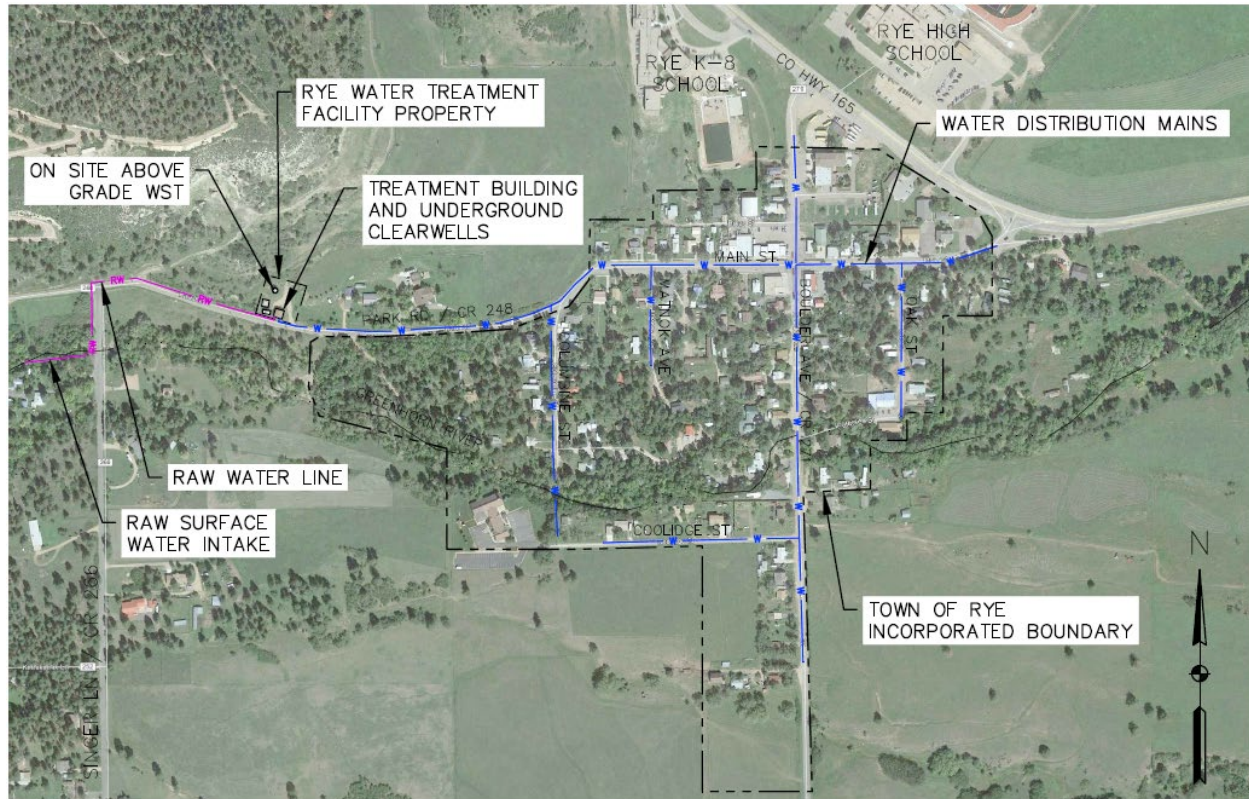 RYE HIGH
SCHOOL
RYE K-8
SCHOOL
CO HWY 165
RYE WATER TREATMENT
FACILITY PROPERTY
WATER DISTRIBUTION MAINS
ON SITE ABOVE
GRADE WST
TREATMENT BUILDING
AND UNDERGROUND
CLEARWELLS
MAIN ST
W
W
W
W
W
W
RW
RW
RW
PARK RD / CR 248
W
W
W
W
W
W
W
W
W
W
W
W
W
W
OAK ST
GREENHORN RIVER
COOLIDGE ST
RAW WATER LINE
RAW SURFACE
WATER INTAKE
TOWN OF RYE
INCORPORATED BOUNDARY
N